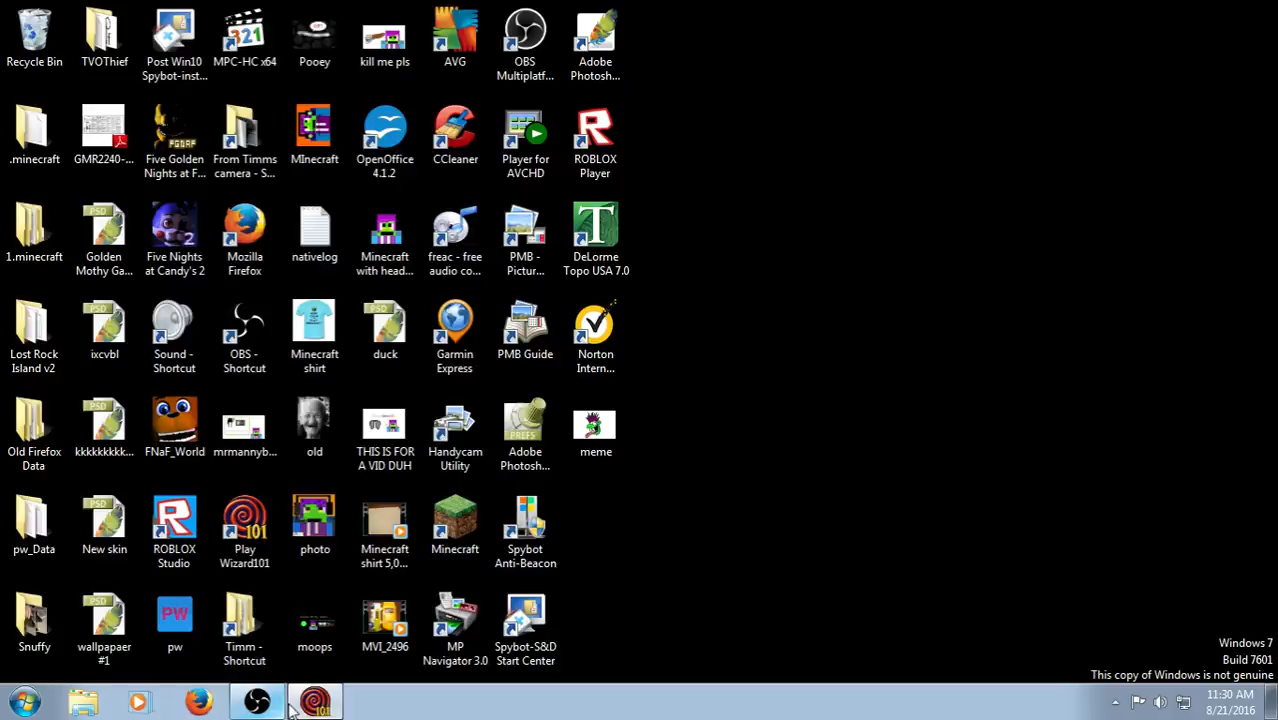 Recycle Bin
TVOThief
Post Win10
Spybot-inst...
MPC-HC x64
Pooey
kill me pls
AVG
OBS
Multiplatf...
Adobe
Photosh...
.minecraft
GMR2240-...
Five Golden
Nights at F...
From Timms
camera - S...
MInecraft
OpenOffice
4.1.2
CCleaner
Player for
AVCHD
ROBLOX
Player
1.minecraft
Golden
Mothy Ga...
Five Nights
at Candy's 2
Mozilla
Firefox
nativelog
Minecraft
with head...
freac - free
audio co...
PMB -
Pictur...
DeLorme
Topo USA 7.0
Lost Rock
Island v2
ixcvbl
Sound -
Shortcut
OBS -
Shortcut
Minecraft
shirt
duck
Garmin
Express
PMB Guide
Norton
Intern...
Old Firefox
Data
kkkkkkkkk...
FNaF_World
mrmannyb...
old
THIS IS FOR
A VID DUH
Handycam
Utility
Adobe
Photosh...
meme
pw_Data
New skin
ROBLOX
Studio
Play
Wizard101
photo
Minecraft
shirt 5,0...
Minecraft
Spybot
Anti-Beacon
Snuffy
wallpapaer
#1
pw
Timm -
Shortcut
moops
MVI_2496
MP
Navigator 3.0
Spybot-S&D
Start Center
Windows 7
Build 7601
This copy of Windows is not genuine
11:30 AM
8/21/2016